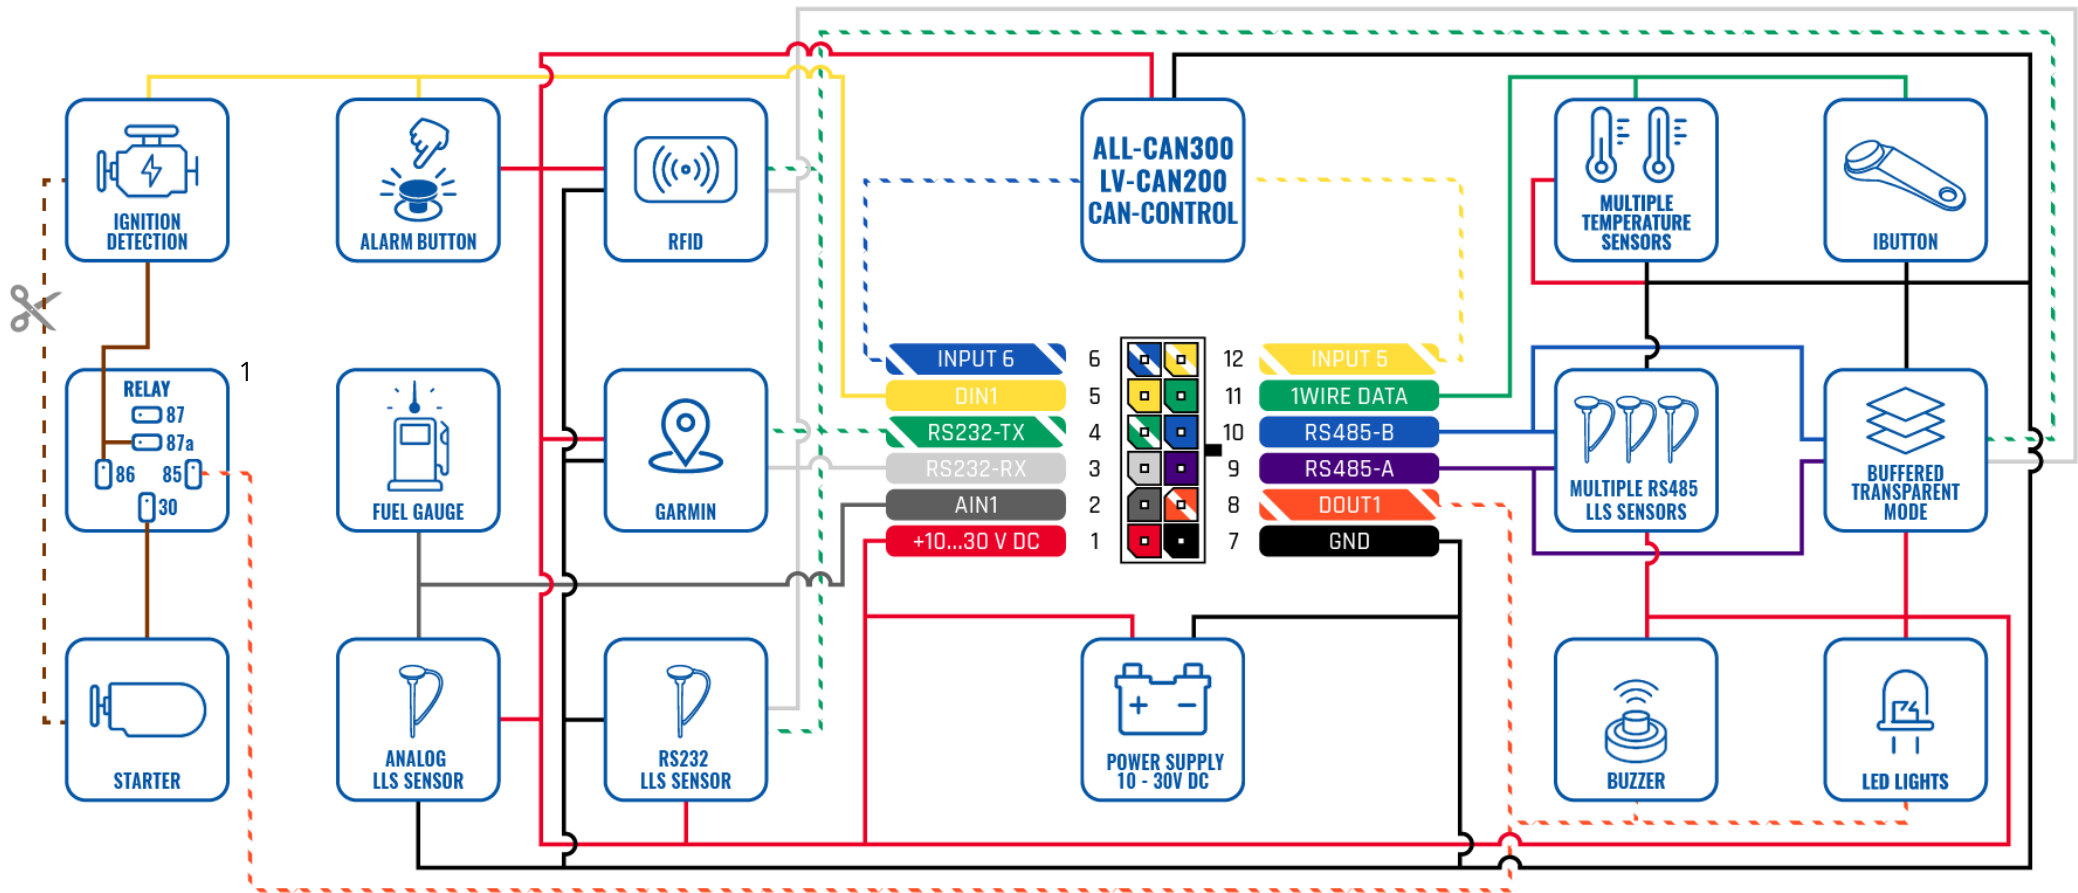 IGNITION
DETECTION
ALARM BUTTON
RFID
ALL-CAN300
LV-CAN200
CAN-CONTROL
MULTIPLE
TEMPERATURE
SENSORS
IBUTTON
RELAY
87
87a
86
85
30
1
FUEL GAUGE
GARMIN
INPUT 6
6
12
INPUT 5
DIN1
5
11
1WIRE DATA
RS232-TX
4
10
RS485-B
RS232-RX
3
9
RS485-A
AIN1
2
8
DOUT1
+10...30 V DC
1
7
GND
MULTIPLE RS485
LLS SENSORS
BUFFERED
TRANSPARENT
MODE
STARTER
ANALOG
LLS SENSOR
RS232
LLS SENSOR
POWER SUPPLY
10 - 30V DC
BUZZER
LED LIGHTS